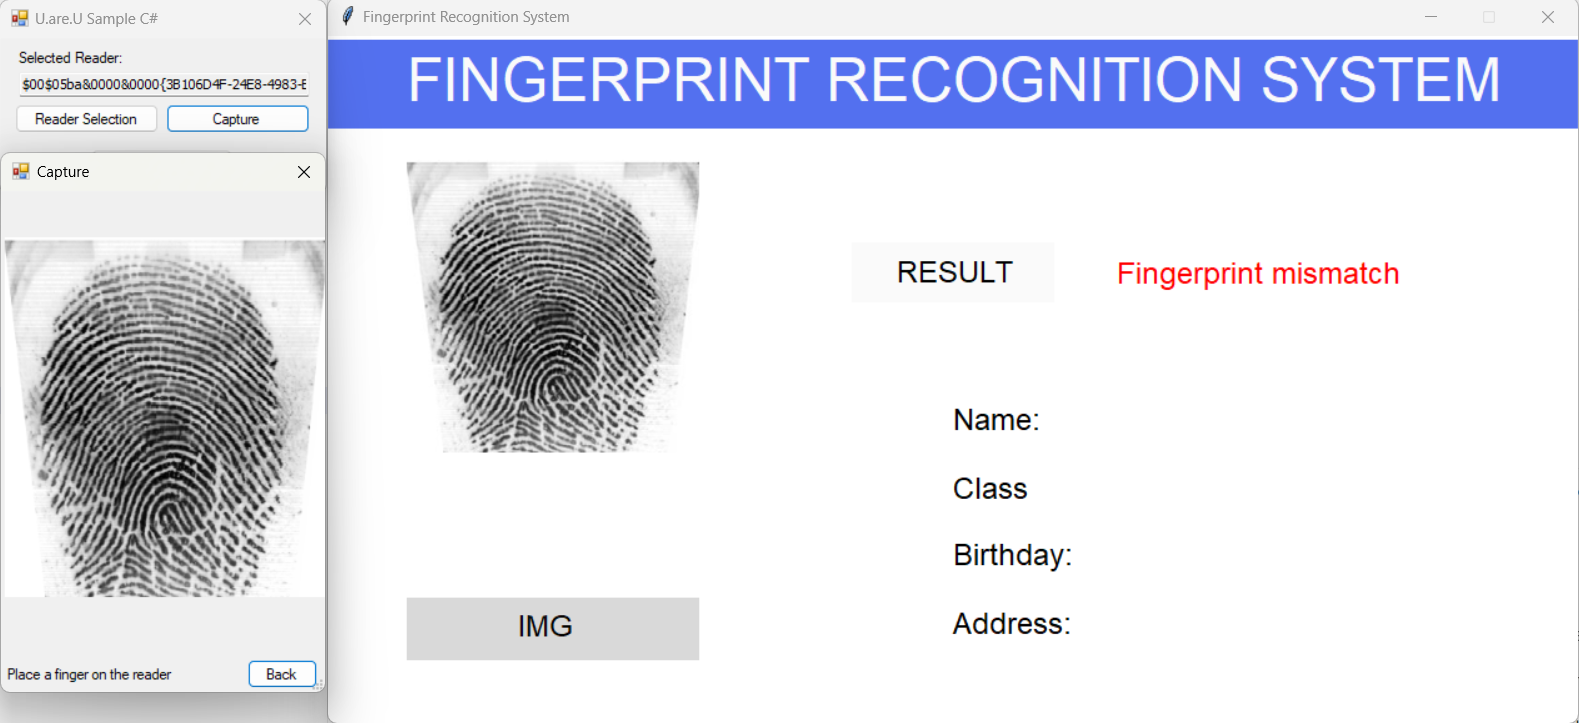 U.are.U Sample C#
Selected Reader:
$00$05ba&0000&0000{3B106D4F-24E8-4983-E
Reader Selection
Capture
Capture
Place a finger on the reader
Back
Fingerprint Recognition System
FINGERPRINT RECOGNITION SYSTEM
RESULT
Fingerprint mismatch
Name:
Class
Birthday:
Address:
IMG